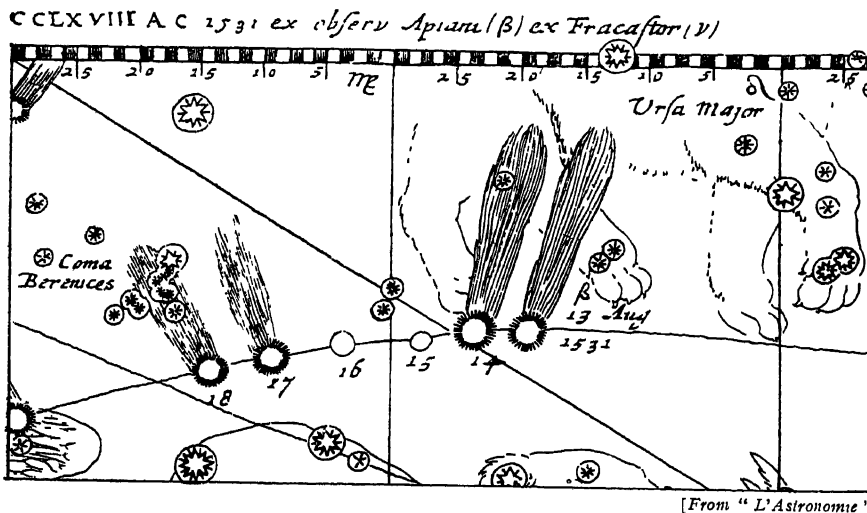 CCLXVIII A C 1531 ex observ Apiani (β) ex Fracastor (ν)
25 20 15 10 5 ♍ 25 20 15 10 5 ♌ 25
Ursa Major
Coma
Berenices
β
13 Aug
1531
18 17 16 15 14
[From "L'Astronomie"